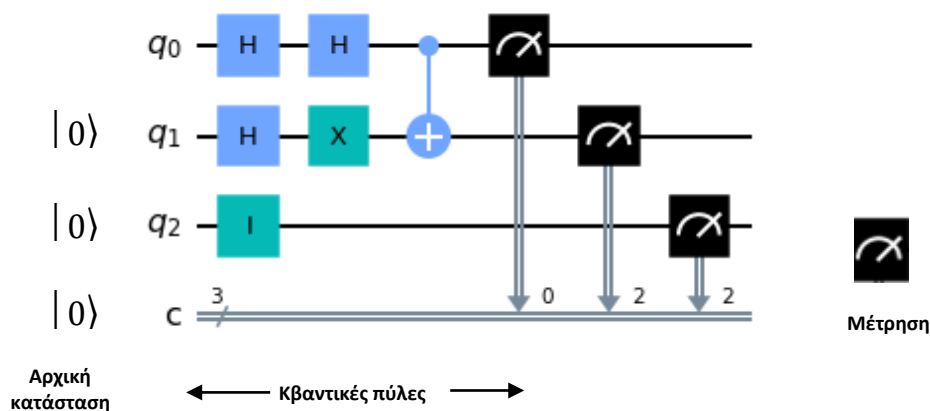 q0 H H
|0⟩ q1 H X
|0⟩ q2 I
3 0 2 2
|0⟩ c
Μέτρηση
Αρχική
κατάσταση
Κβαντικές πύλες